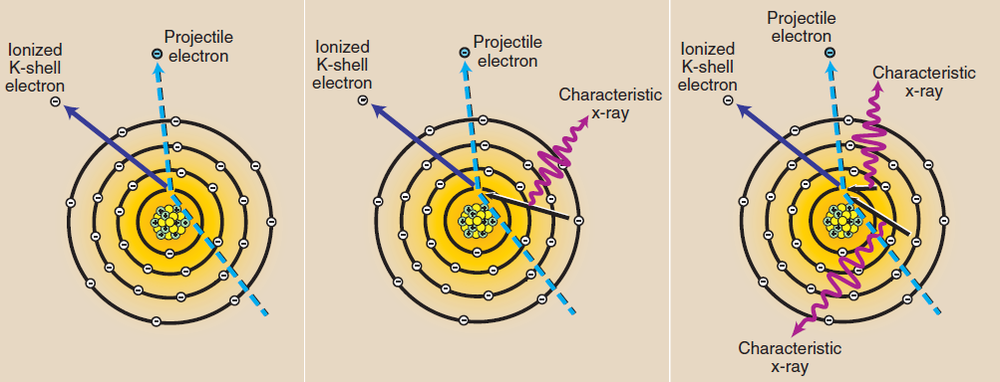 Projectile
electron
Ionized
K-shell
electron
Projectile
electron
Ionized
K-shell
electron
Characteristic
x-ray
Projectile
electron
Ionized
K-shell
electron
Characteristic
x-ray
Characteristic
x-ray